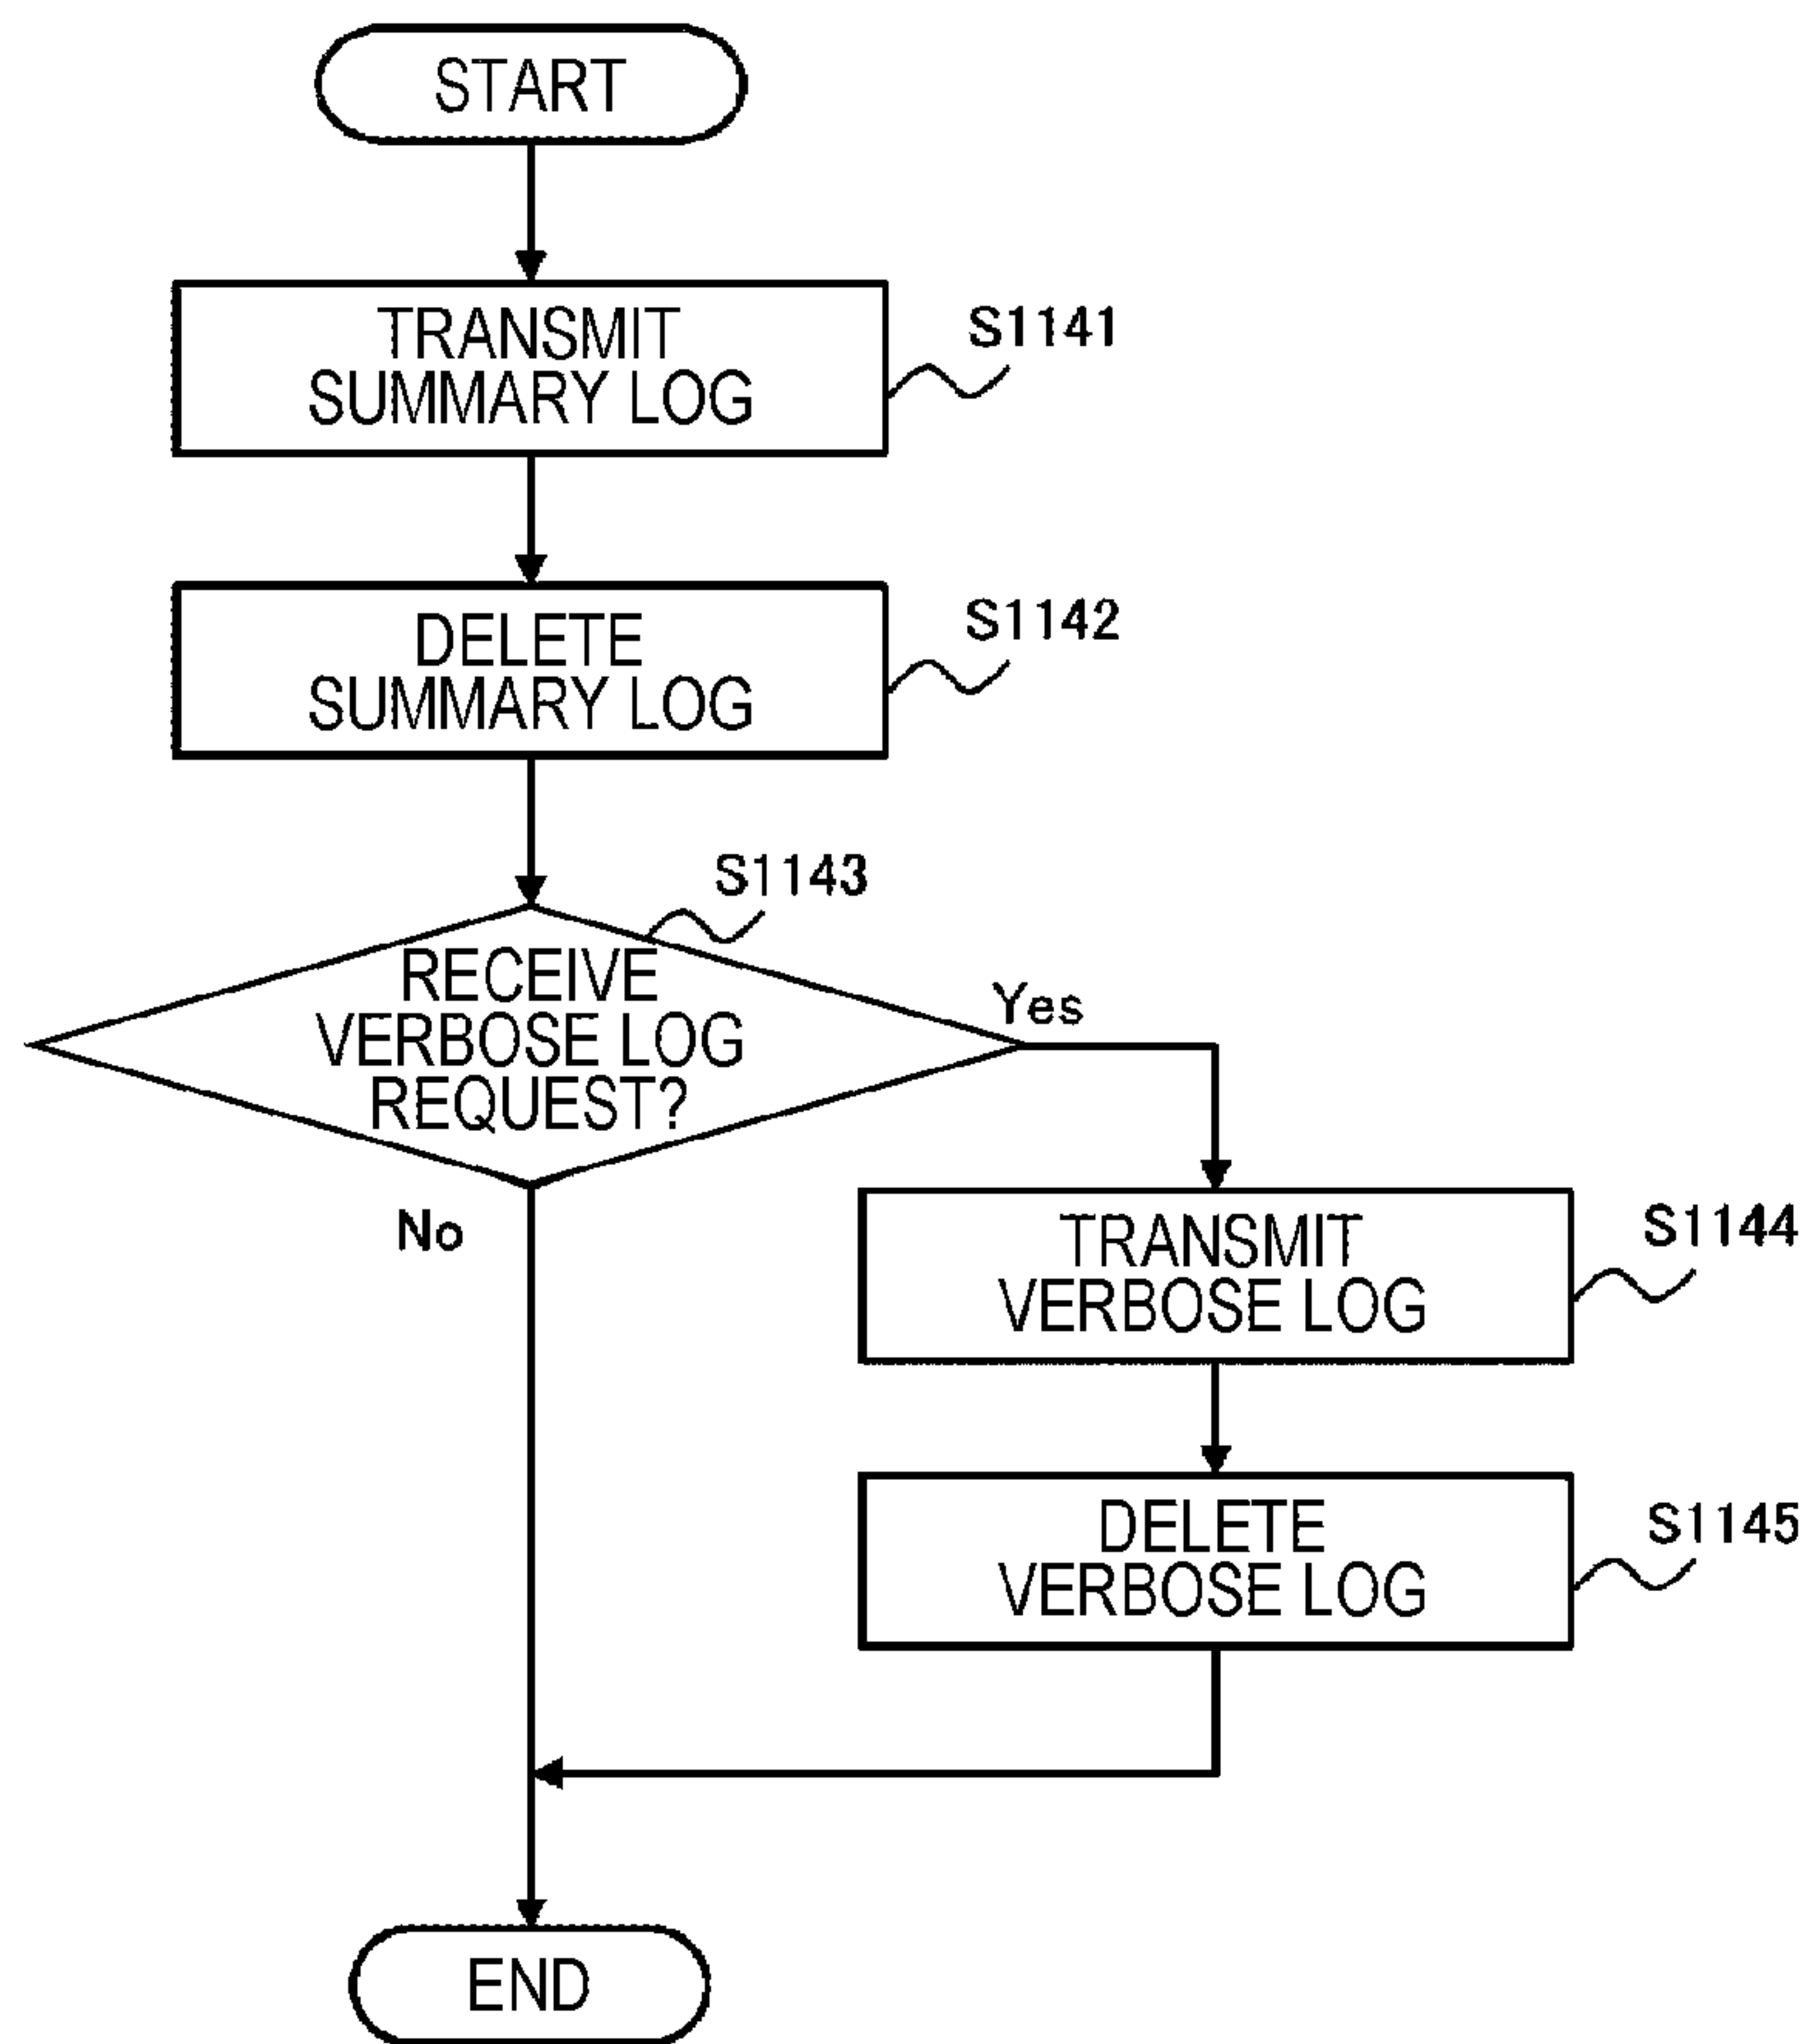 START
TRANSMIT
SUMMARY LOG
S1141
DELETE
SUMMARY LOG
S1142
S1143
RECEIVE
VERBOSE LOG
REQUEST?
Yes
No
TRANSMIT
VERBOSE LOG
S1144
DELETE
VERBOSE LOG
S1145
END